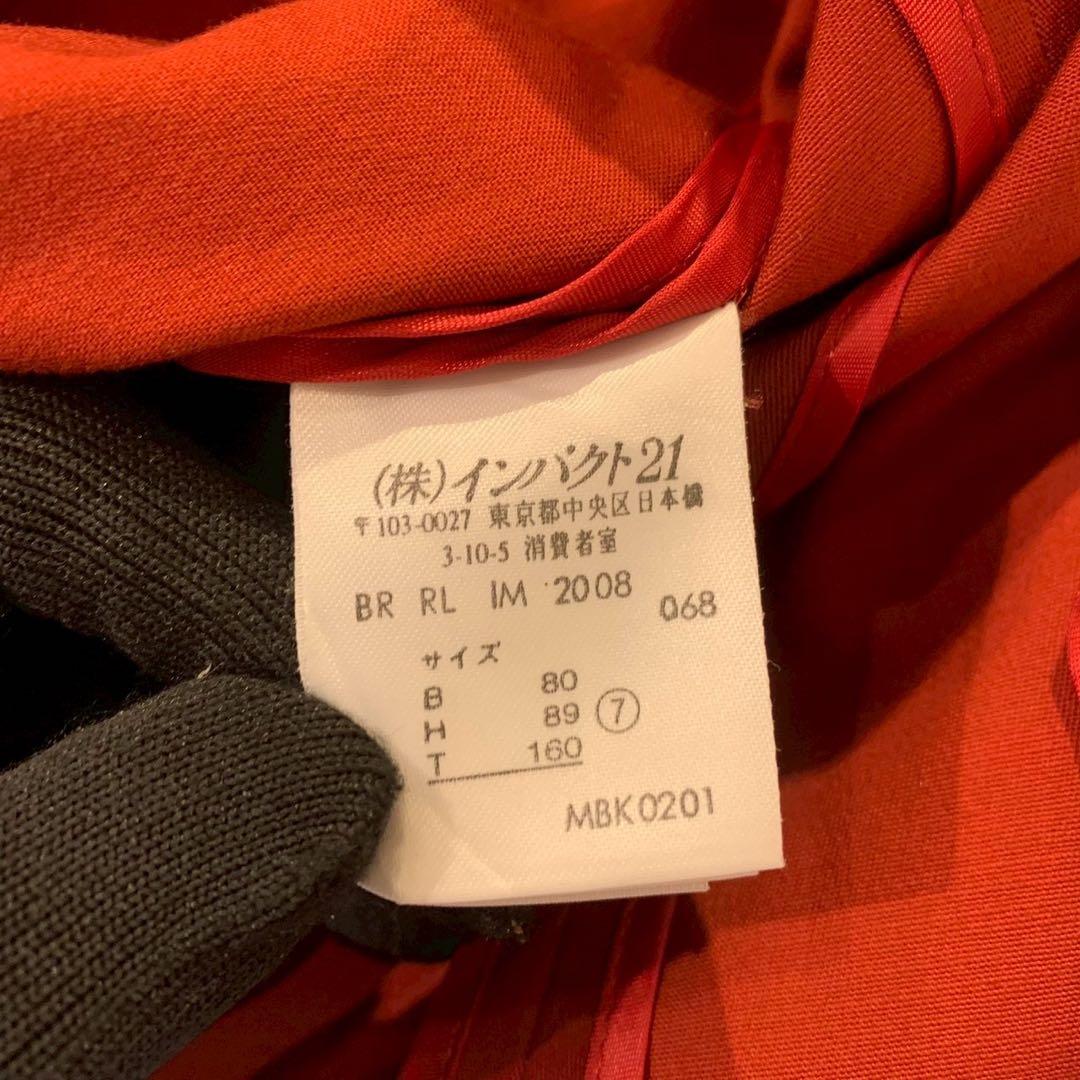 (株)インパクト21
〒103-0027 東京都中央区日本橋
3-10-5 消費者室
BR RL IM 2008 068
サイズ
B 80
H 89 ⑦
T 160
MBK0201